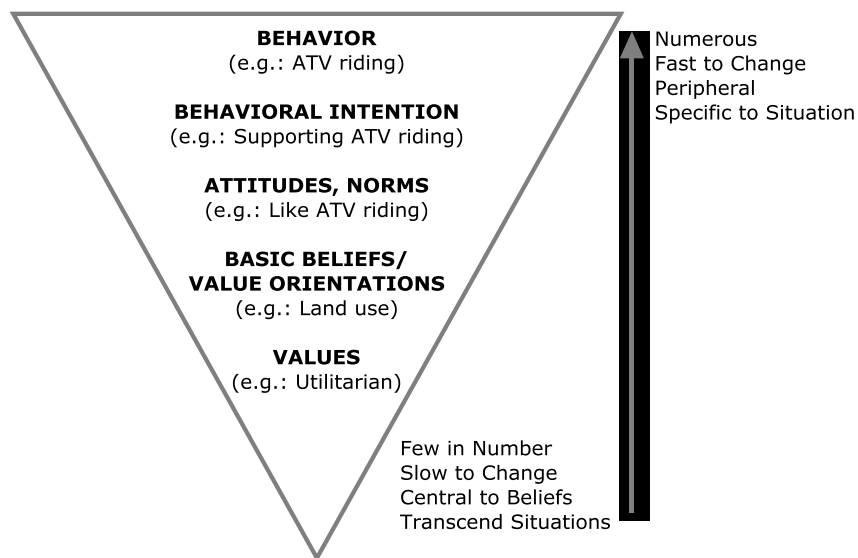 BEHAVIOR
(e.g.: ATV riding)
BEHAVIORAL INTENTION
(e.g.: Supporting ATV riding)
ATTITUDES, NORMS
(e.g.: Like ATV riding)
BASIC BELIEFS/
VALUE ORIENTATIONS
(e.g.: Land use)
VALUES
(e.g.: Utilitarian)
Numerous
Fast to Change
Peripheral
Specific to Situation
Few in Number
Slow to Change
Central to Beliefs
Transcend Situations